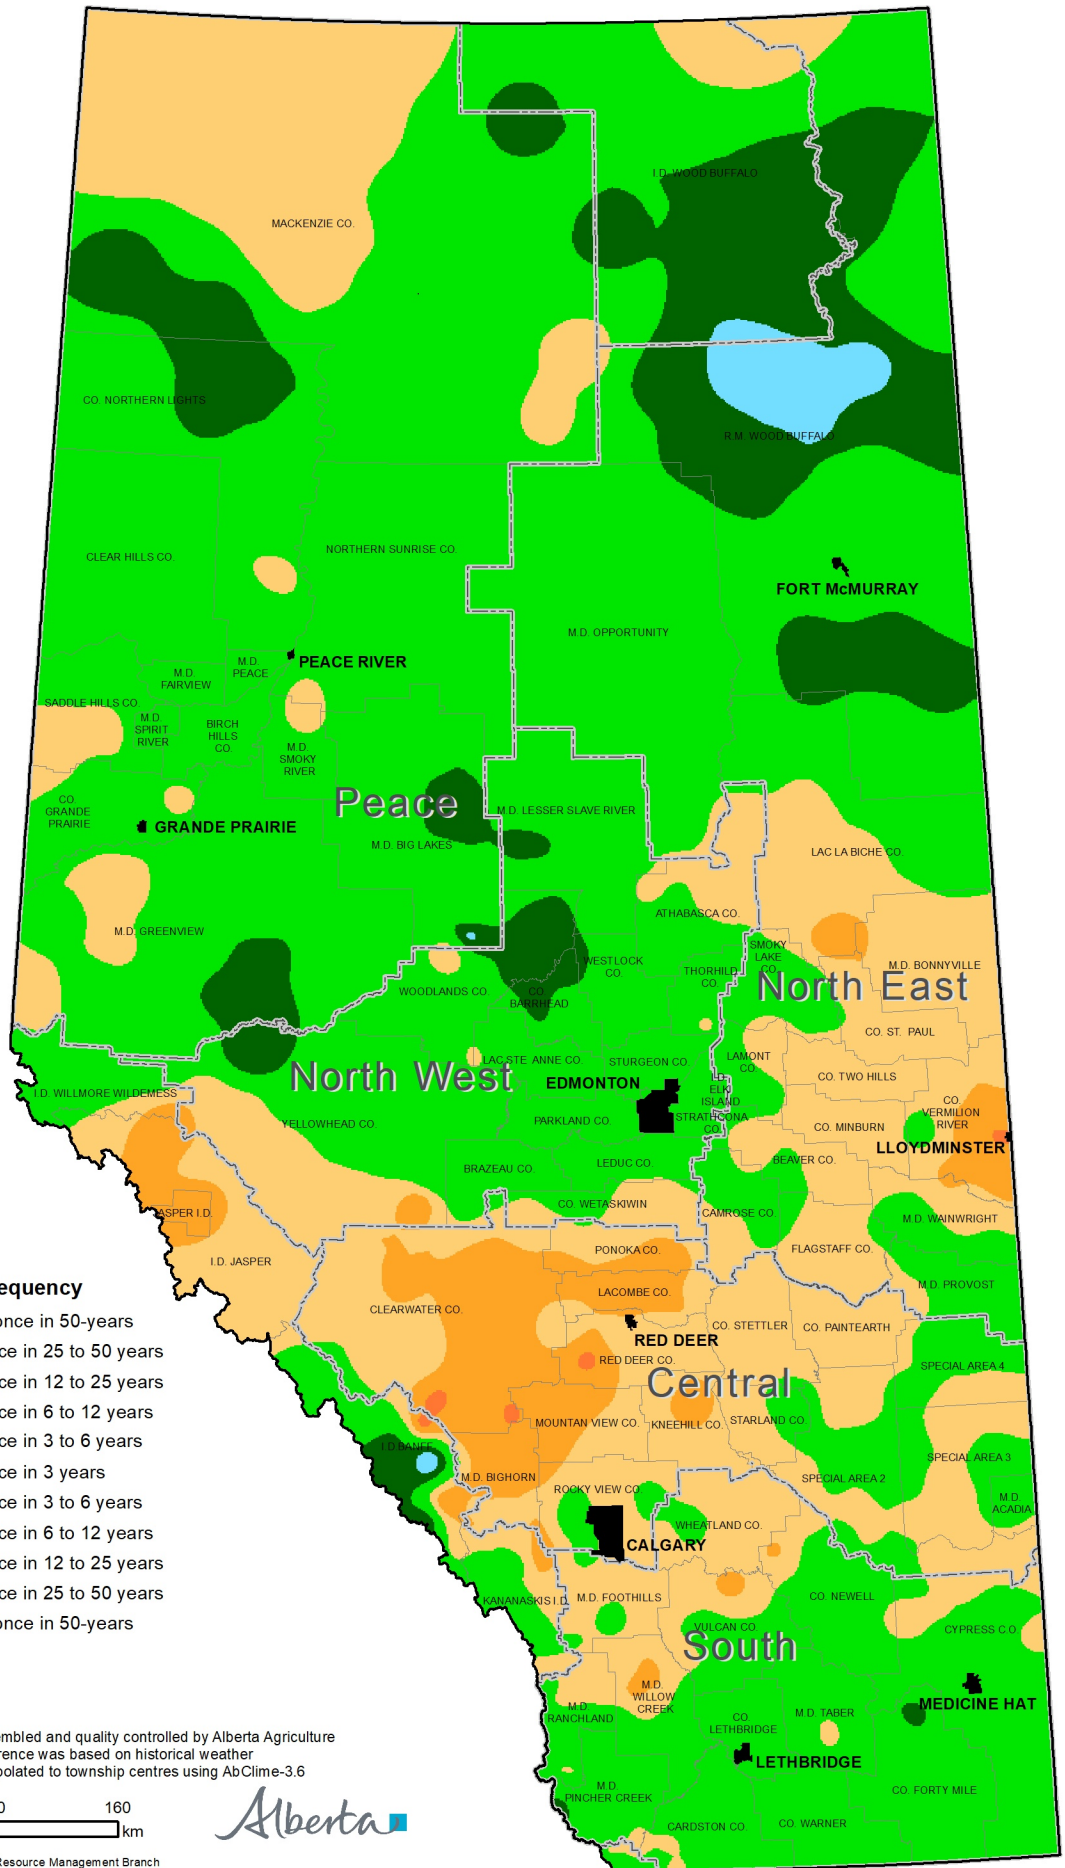 I.D. WOOD BUFFALO
MACKENZIE CO.
CO. NORTHERN LIGHTS
R.M. WOOD BUFFALO
CLEAR HILLS CO.
NORTHERN SUNRISE CO.
FORT McMURRAY
M.D. OPPORTUNITY
PEACE RIVER
M.D.
PEACE
M.D.
FAIRVIEW
SADDLE HILLS CO.
M.D.
SPIRIT
RIVER
BIRCH
HILLS
CO.
M.D.
SMOKY
RIVER
Peace
CO.
GRANDE
PRAIRIE
GRANDE PRAIRIE
M.D. LESSER SLAVE RIVER
M.D. BIG LAKES
LAC LA BICHE CO.
ATHABASCA CO.
M.D. GREENVIEW
WESTLOCK
CO.
SMOKY
LAKE
CO.
THORHILD
CO.
M.D. BONNYVILLE
North East
WOODLANDS CO.
CO.
BARRHEAD
CO. ST. PAUL
LAC STE ANNE CO.
STURGEON CO.
LAMONT
CO.
North West
EDMONTON
CO. TWO HILLS
I.D.
ELK
ISLAND
I.D. WILLMORE WILDEMESS
CO.
VERMILION
RIVER
YELLOWHEAD CO.
PARKLAND CO.
STRATHCONA
CO.
CO. MINBURN
LLOYDMINSTER
BRAZEAU CO.
LEDUC CO.
BEAVER CO.
CO. WETASKIWIN
CAMROSE CO.
M.D. WAINWRIGHT
ASPER I.D.
I.D. JASPER
PONOKA CO.
FLAGSTAFF CO.
M.D. PROVOST
LACOMBE CO.
CLEARWATER CO.
RED DEER
CO. STETTLER
CO. PAINTEARTH
RED DEER CO.
SPECIAL AREA 4
Central
MOUNTAN VIEW CO.
KNEEHILL CO.
STARLAND CO.
I.D BANFF
M.D. BIGHORN
SPECIAL AREA 3
SPECIAL AREA 2
ROCKY VIEW CO.
M.D.
ACADIA
WHEATLAND CO.
CALGARY
KANANASKIS I.D.
M.D. FOOTHILLS
CO. NEWELL
VULCAN CO.
CYPRESS C O.
South
M.D.
WILLOW
CREEK
M.D.
RANCHLAND
MEDICINE HAT
CO.
LETHBRIDGE
M.D. TABER
LETHBRIDGE
M.D.
PINCHER CREEK
CO. FORTY MILE
CARDSTON CO.
CO. WARNER
equency
once in 50-years
ce in 25 to 50 years
ce in 12 to 25 years
ce in 6 to 12 years
ce in 3 to 6 years
ce in 3 years
ce in 3 to 6 years
ce in 6 to 12 years
ce in 12 to 25 years
ce in 25 to 50 years
once in 50-years
embled and quality controlled by Alberta Agriculture
rence was based on historical weather
polated to township centres using AbClime-3.6
0 160
km
Alberta
Resource Management Branch